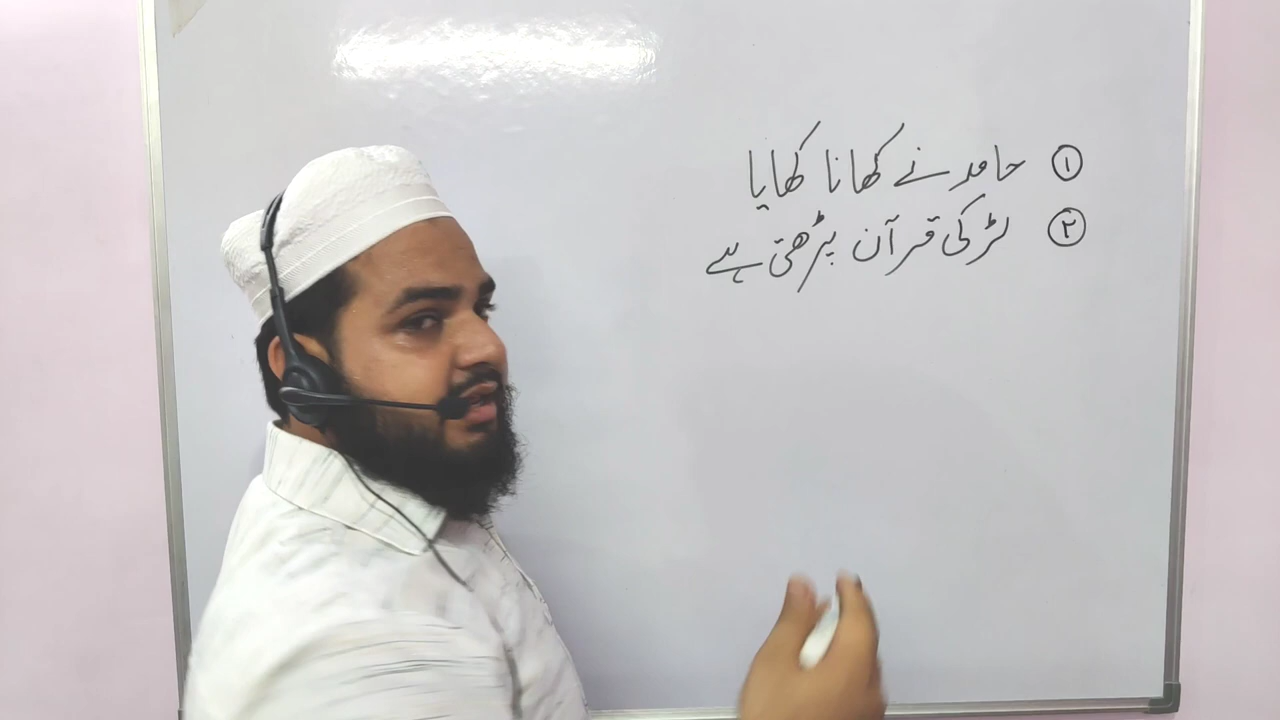 ① حامد نے کھانا کھایا
② لڑکی قرآن پڑھتی ہے